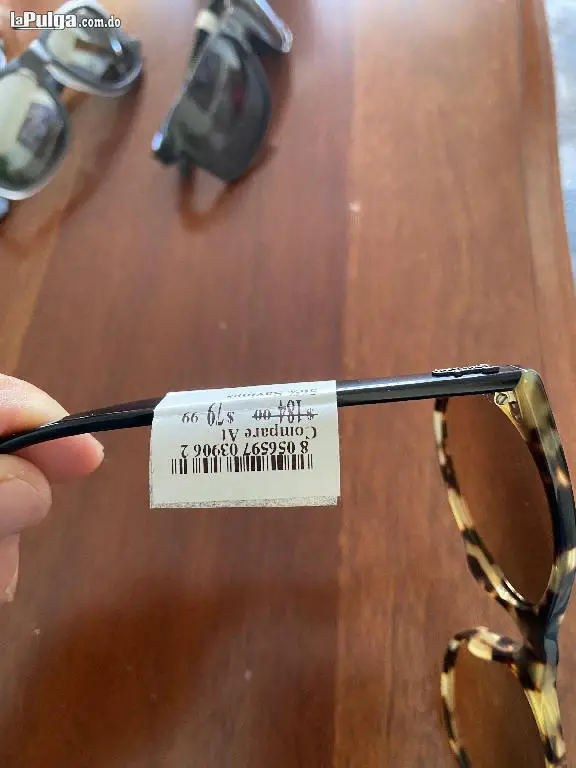 laPulga.com.do
8 056597 03906 2
Compare At
$184.00 $79.99